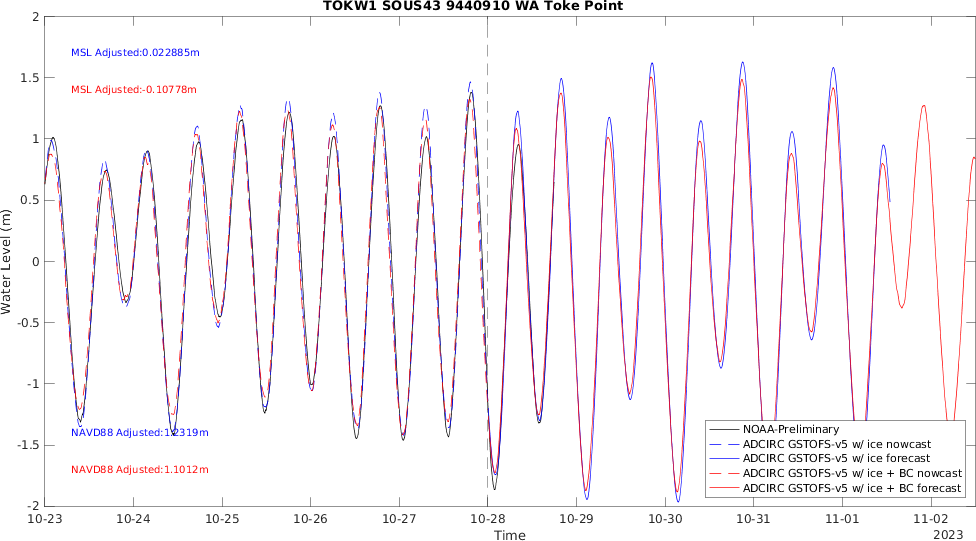 TOKW1 SOUS43 9440910 WA Toke Point
2
1.5
1
0.5
0
-0.5
-1
-1.5
-2
Water Level (m)
MSL Adjusted:0.022885m
MSL Adjusted:-0.10778m
NAVD88 Adjusted:1.2319m
NAVD88 Adjusted:1.1012m
NOAA-Preliminary
ADCIRC GSTOFS-v5 w/ ice nowcast
ADCIRC GSTOFS-v5 w/ ice forecast
ADCIRC GSTOFS-v5 w/ ice + BC nowcast
ADCIRC GSTOFS-v5 w/ ice + BC forecast
10-23 10-24 10-25 10-26 10-27 10-28 10-29 10-30 10-31 11-01 11-02
Time
2023